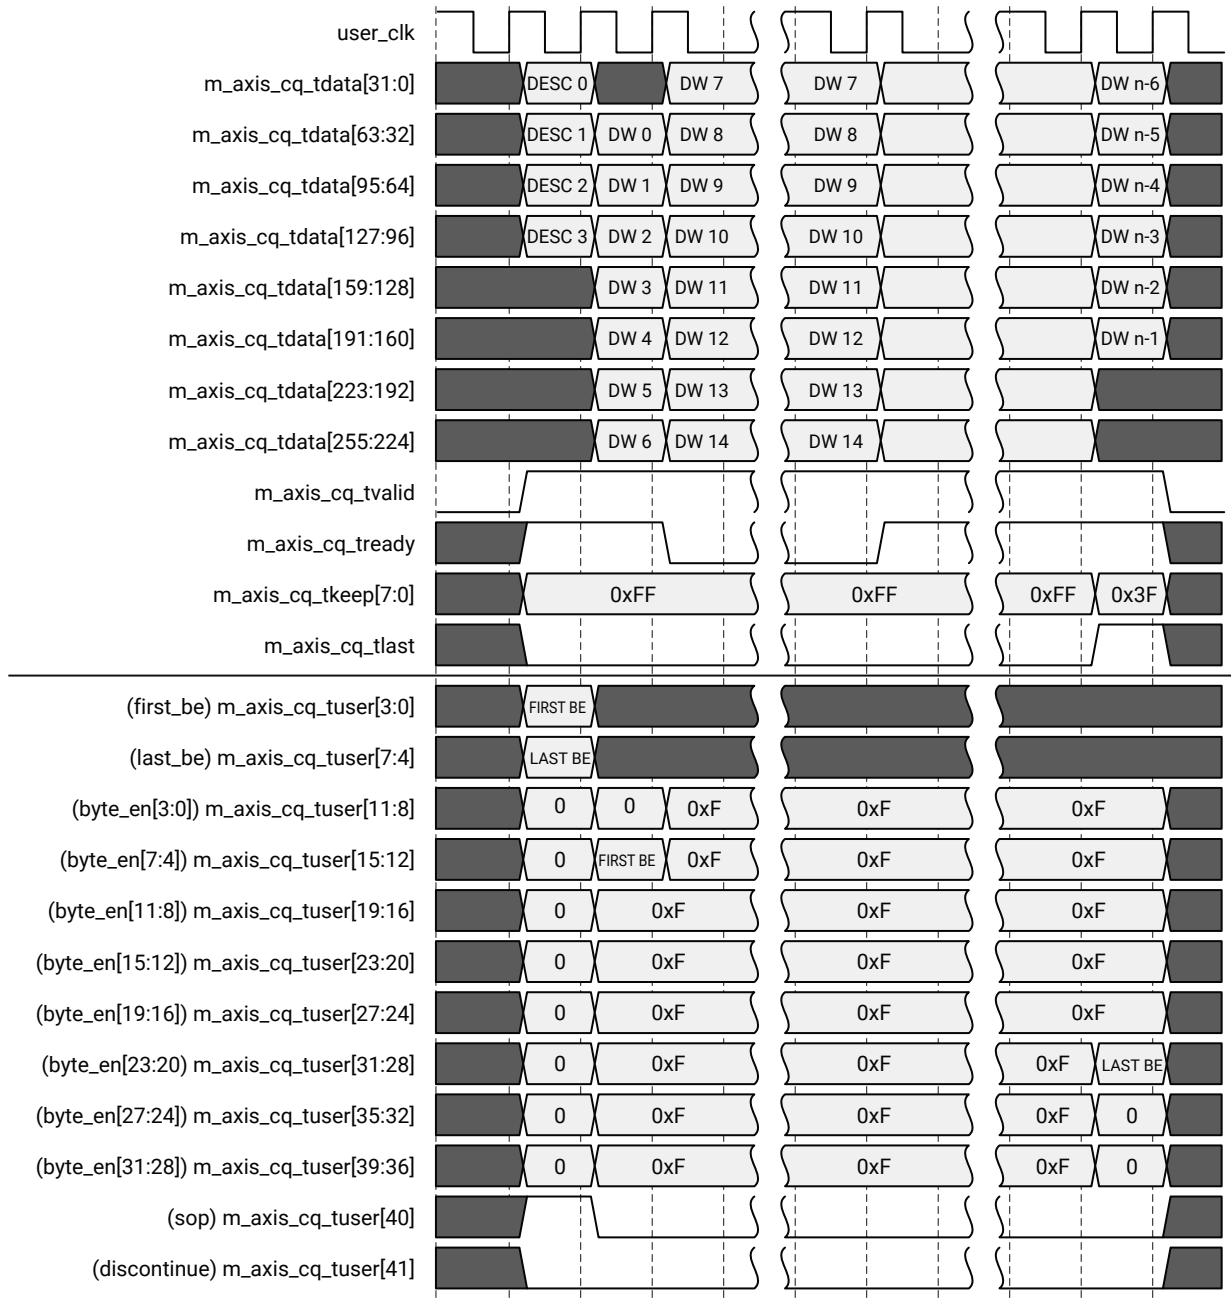 user_clk
m_axis_cq_tdata[31:0] DESC 0 DW 7 DW 7 DW n-6
m_axis_cq_tdata[63:32] DESC 1 DW 0 DW 8 DW 8 DW n-5
m_axis_cq_tdata[95:64] DESC 2 DW 1 DW 9 DW 9 DW n-4
m_axis_cq_tdata[127:96] DESC 3 DW 2 DW 10 DW 10 DW n-3
m_axis_cq_tdata[159:128] DW 3 DW 11 DW 11 DW n-2
m_axis_cq_tdata[191:160] DW 4 DW 12 DW 12 DW n-1
m_axis_cq_tdata[223:192] DW 5 DW 13 DW 13
m_axis_cq_tdata[255:224] DW 6 DW 14 DW 14
m_axis_cq_tvalid
m_axis_cq_tready
m_axis_cq_tkeep[7:0] 0xFF 0xFF 0xFF 0x3F
m_axis_cq_tlast
(first_be) m_axis_cq_tuser[3:0] FIRST BE
(last_be) m_axis_cq_tuser[7:4] LAST BE
(byte_en[3:0]) m_axis_cq_tuser[11:8] 0 0 0xF 0xF 0xF
(byte_en[7:4]) m_axis_cq_tuser[15:12] 0 FIRST BE 0xF 0xF 0xF
(byte_en[11:8]) m_axis_cq_tuser[19:16] 0 0xF 0xF 0xF
(byte_en[15:12]) m_axis_cq_tuser[23:20] 0 0xF 0xF 0xF
(byte_en[19:16]) m_axis_cq_tuser[27:24] 0 0xF 0xF 0xF
(byte_en[23:20) m_axis_cq_tuser[31:28] 0 0xF 0xF 0xF LAST BE
(byte_en[27:24]) m_axis_cq_tuser[35:32] 0 0xF 0xF 0xF 0
(byte_en[31:28]) m_axis_cq_tuser[39:36] 0 0xF 0xF 0xF 0
(sop) m_axis_cq_tuser[40]
(discontinue) m_axis_cq_tuser[41]